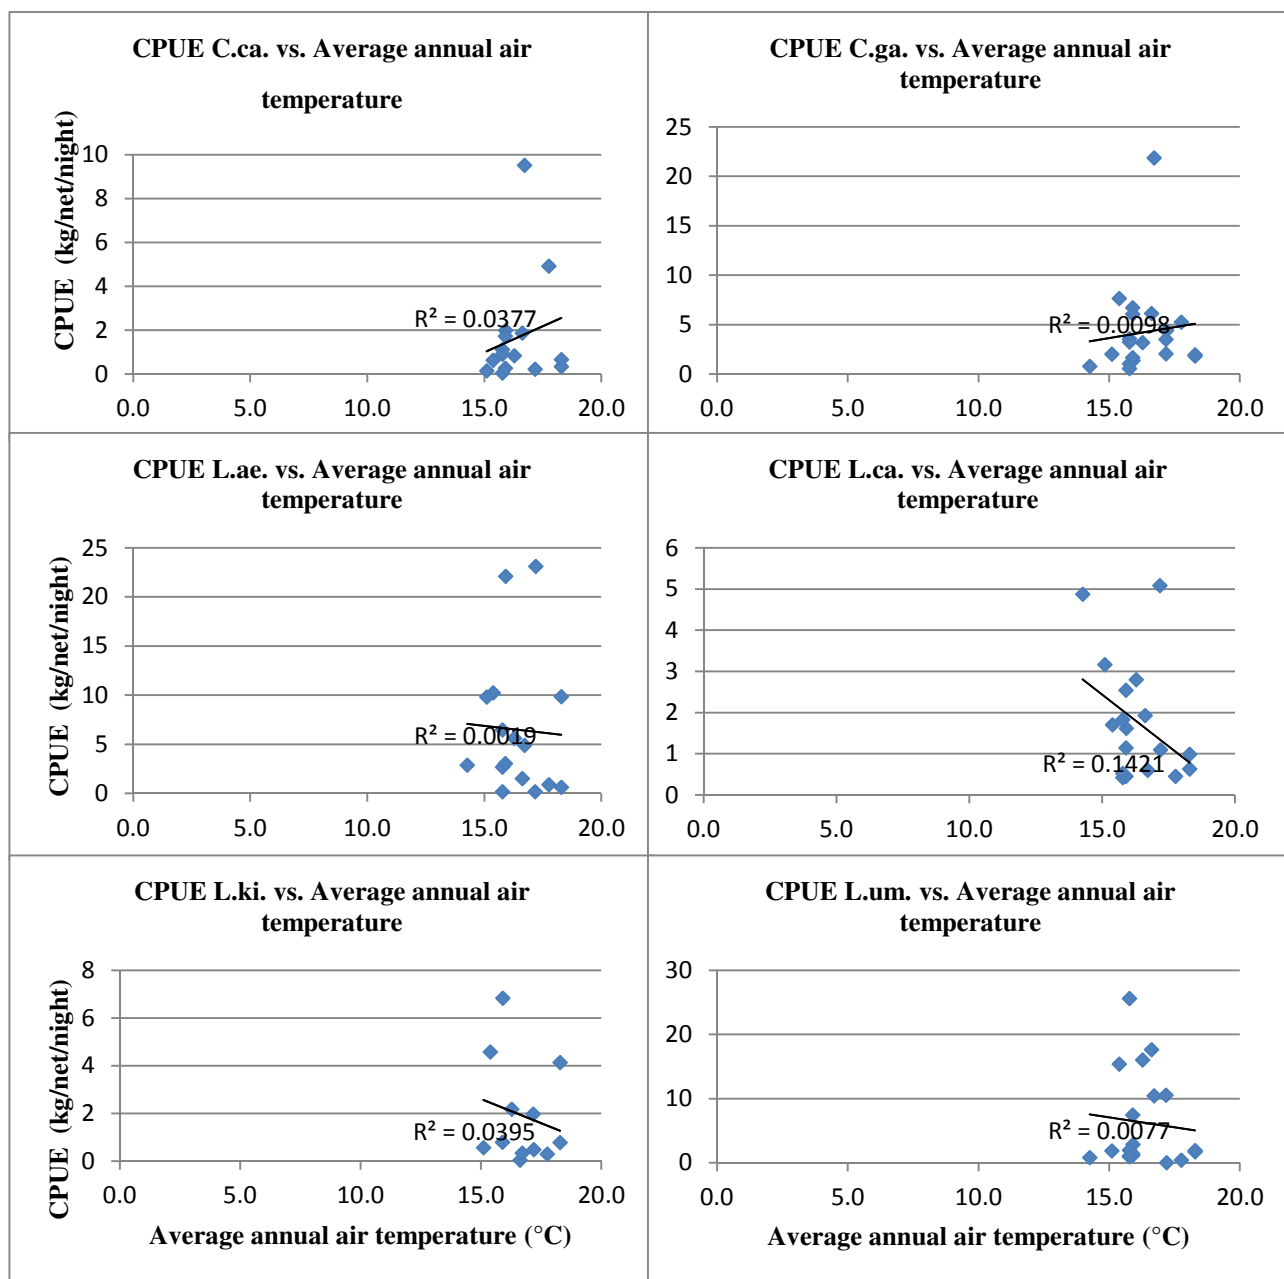 CPUE C.ca. vs. Average annual air
temperature
CPUE (kg/net/night)
10
8
6
4
2
0
R² = 0.0377
0.0 5.0 10.0 15.0 20.0
CPUE C.ga. vs. Average annual air
temperature
25
20
15
10
5
0
R² = 0.0098
0.0 5.0 10.0 15.0 20.0
CPUE L.ae. vs. Average annual air
temperature
CPUE (kg/net/night)
25
20
15
10
5
0
R² = 0.0019
0.0 5.0 10.0 15.0 20.0
CPUE L.ca. vs. Average annual air
temperature
6
5
4
3
2
1
0
R² = 0.1421
0.0 5.0 10.0 15.0 20.0
CPUE L.ki. vs. Average annual air
temperature
CPUE (kg/net/night)
8
6
4
2
0
R² = 0.0395
0.0 5.0 10.0 15.0 20.0
Average annual air temperature (°C)
CPUE L.um. vs. Average annual air
temperature
30
20
10
0
R² = 0.0077
0.0 5.0 10.0 15.0 20.0
Average annual air temperature (°C)